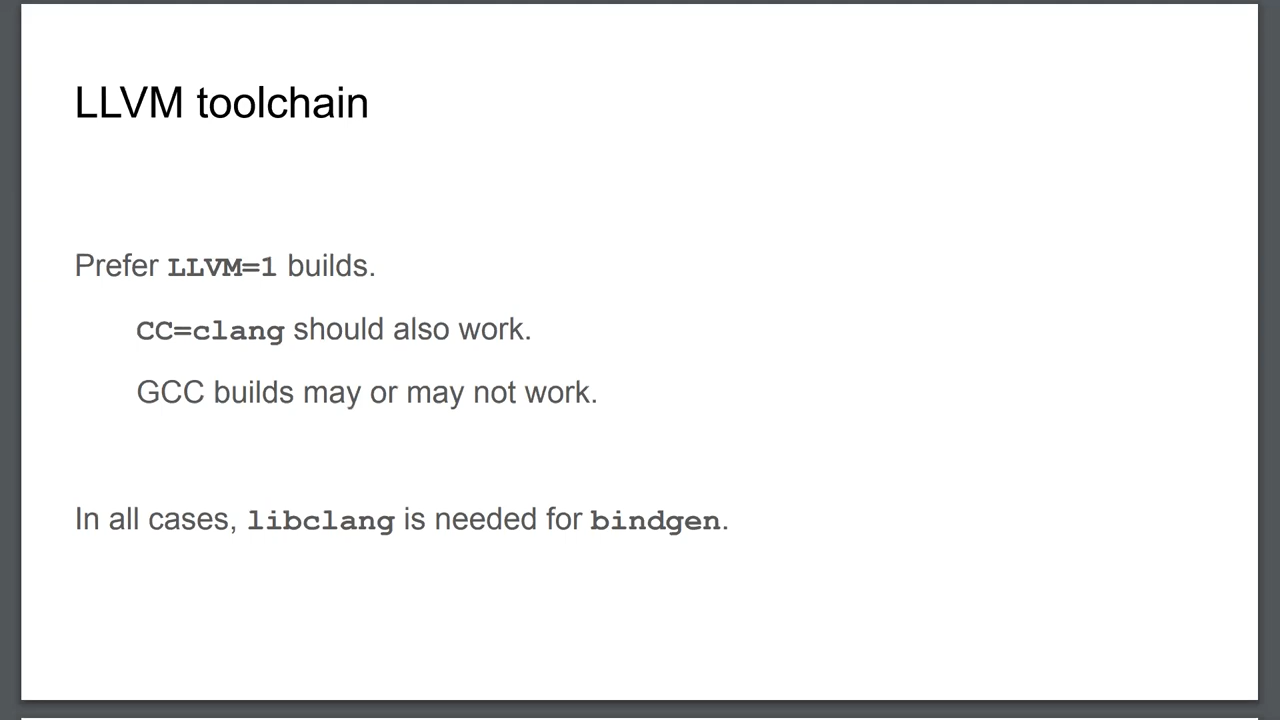 LLVM toolchain
Prefer LLVM=1 builds.
CC=clang should also work.
GCC builds may or may not work.
In all cases, libclang is needed for bindgen.